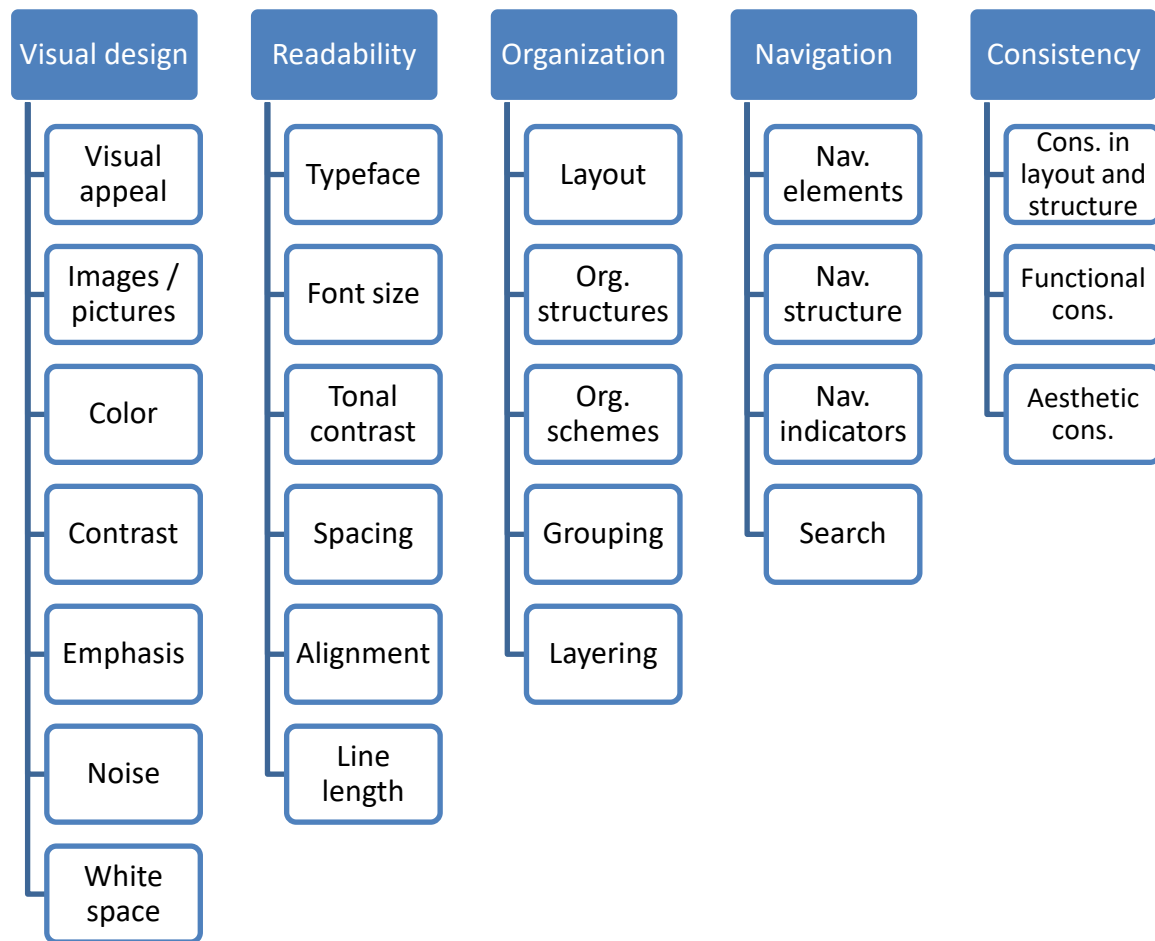 Visual design
Visual
appeal
Images /
pictures
Color
Contrast
Emphasis
Noise
White
space
Readability
Typeface
Font size
Tonal
contrast
Spacing
Alignment
Line
length
Organization
Layout
Org.
structures
Org.
schemes
Grouping
Layering
Navigation
Nav.
elements
Nav.
structure
Nav.
indicators
Search
Consistency
Cons. in
layout and
structure
Functional
cons.
Aesthetic
cons.